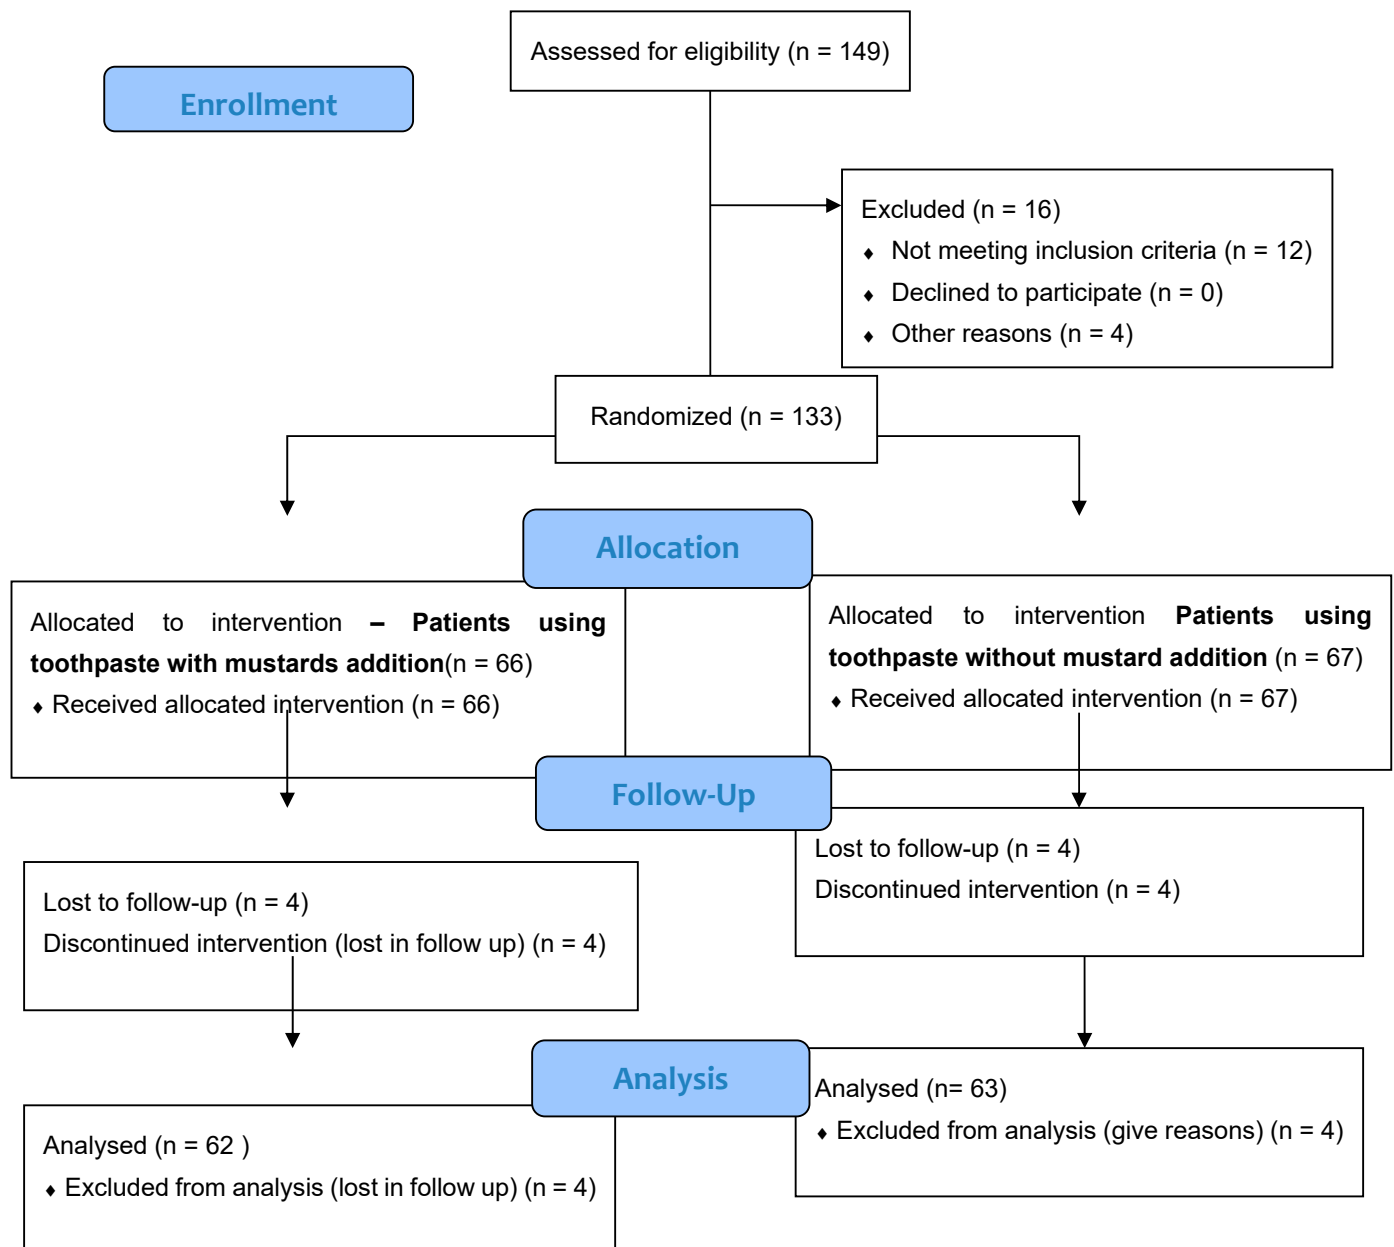 Assessed for eligibility (n = 149)
Enrollment
Excluded (n = 16)
♦ Not meeting inclusion criteria (n = 12)
♦ Declined to participate (n = 0)
♦ Other reasons (n = 4)
Randomized (n = 133)
Allocation
Allocated to intervention – Patients using
toothpaste with mustards addition(n = 66)
♦ Received allocated intervention (n = 66)
Allocated to intervention Patients using
toothpaste without mustard addition (n = 67)
♦ Received allocated intervention (n = 67)
Follow-Up
Lost to follow-up (n = 4)
Discontinued intervention (lost in follow up) (n = 4)
Lost to follow-up (n = 4)
Discontinued intervention (n = 4)
Analysis
Analysed (n = 62 )
♦ Excluded from analysis (lost in follow up) (n = 4)
Analysed (n= 63)
♦ Excluded from analysis (give reasons) (n = 4)